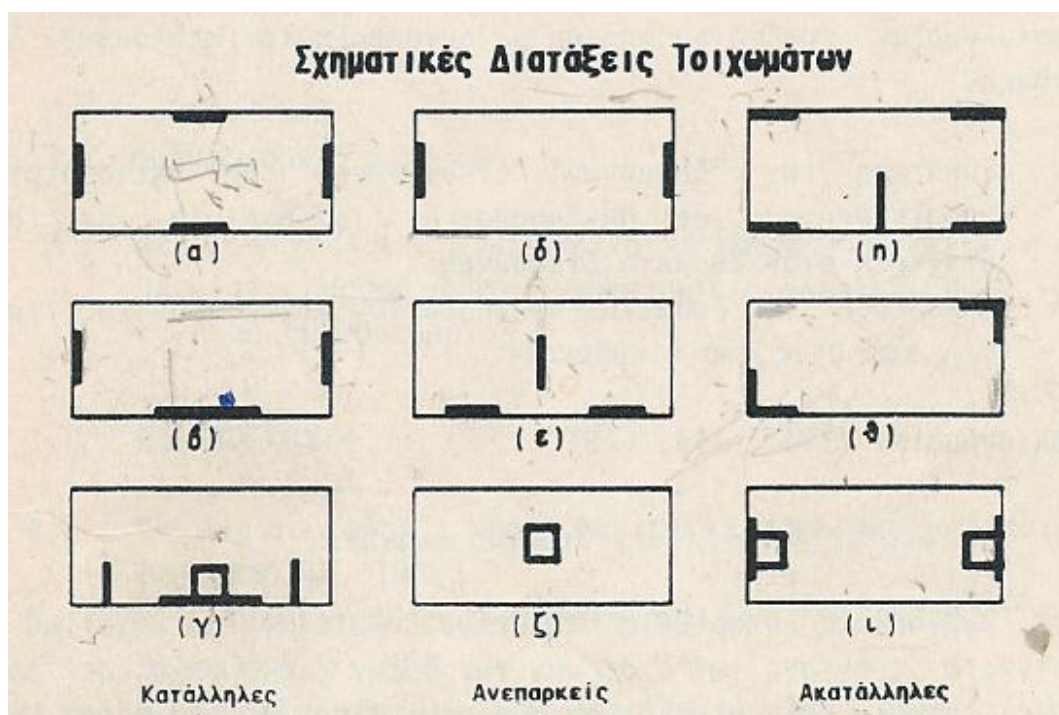 Σχηματικές Διατάξεις Τοιχωμάτων
(α) (δ) (η)
(β) (ε) (θ)
(γ) (ζ) (ι)
Κατάλληλες Ανεπαρκείς Ακατάλληλες